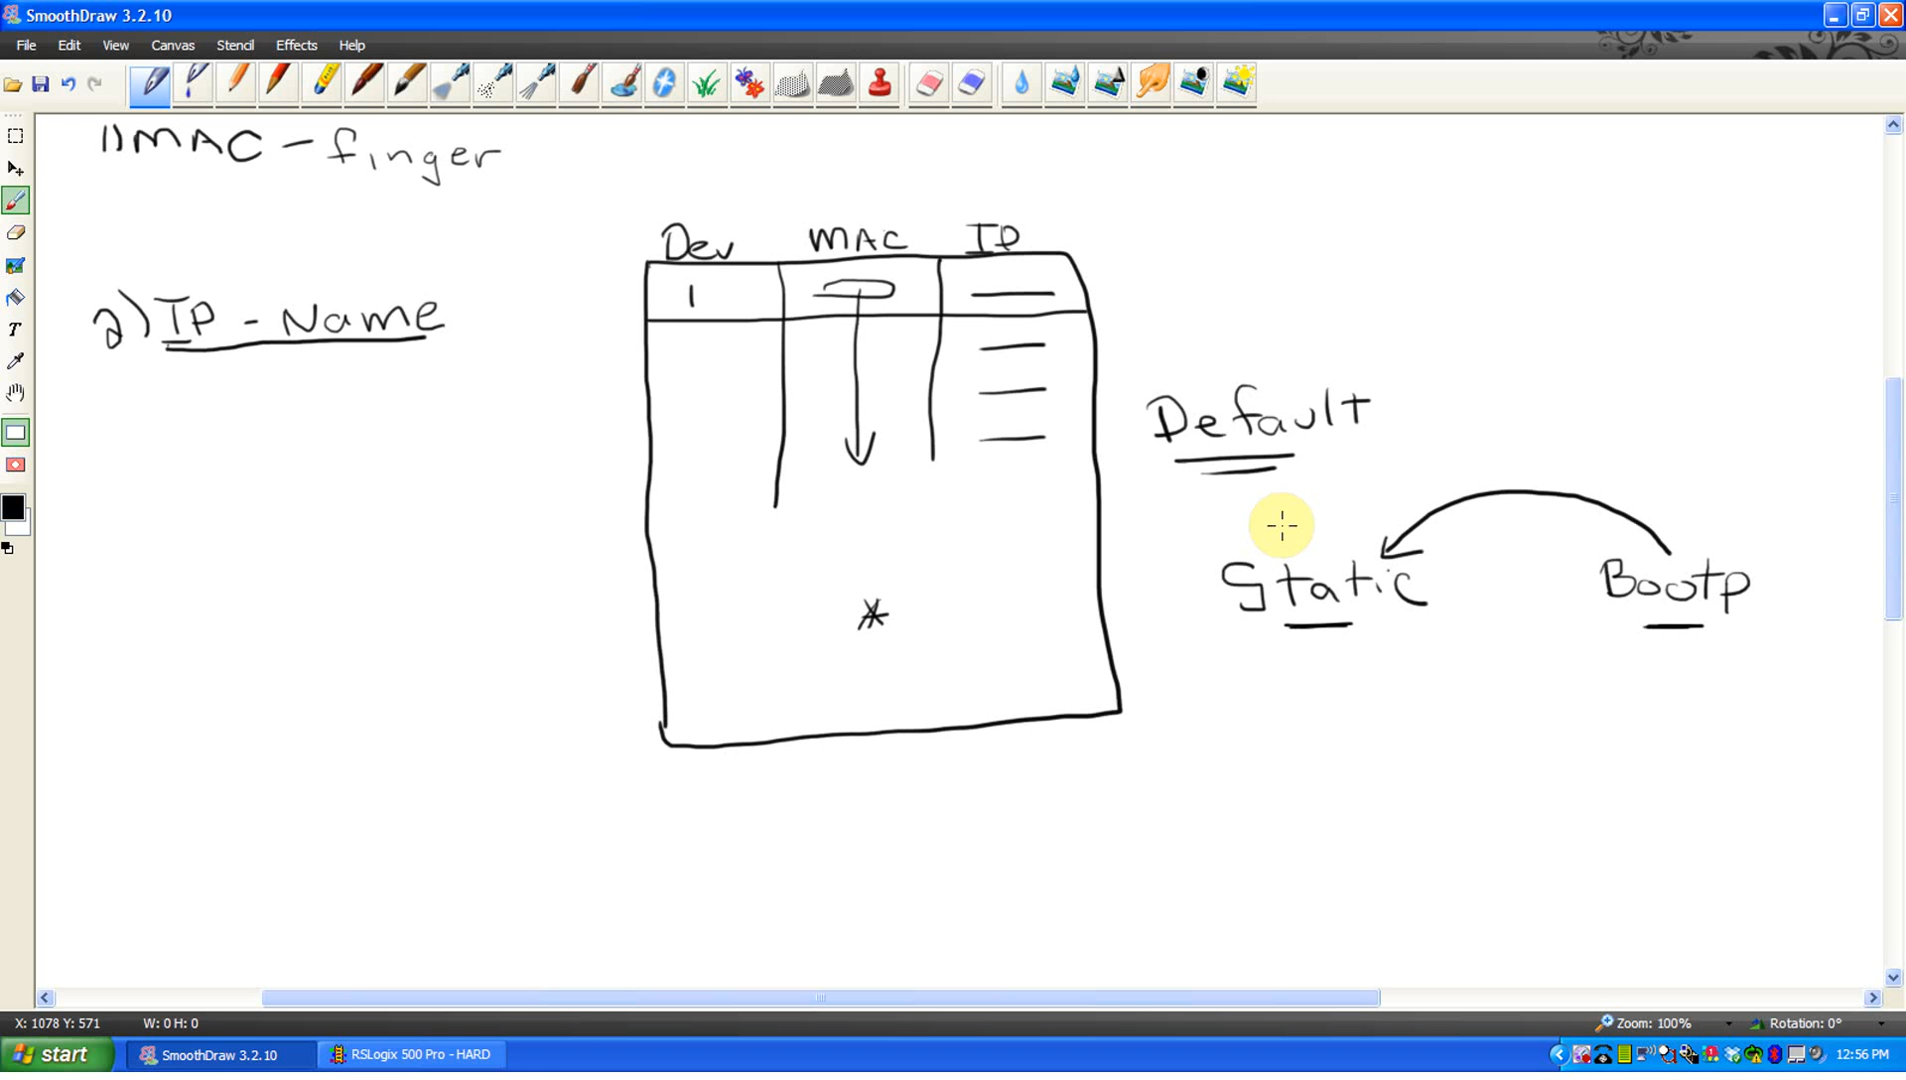 SmoothDraw 3.2.10
File Edit View Canvas Stencil Effects Help
1) MAC - finger
Dev MAC IP
1
2) IP - Name
Default
Static Bootp
X: 1078 Y: 571 W: 0 H: 0 Zoom: 100% Rotation: 0°
start SmoothDraw 3.2.10 RSLogix 500 Pro - HARD 12:56 PM